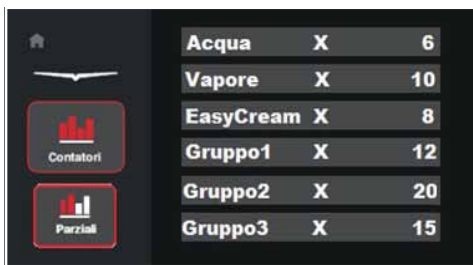 Contatori
Parziali
Acqua X 6
Vapore X 10
EasyCream X 8
Gruppo1 X 12
Gruppo2 X 20
Gruppo3 X 15